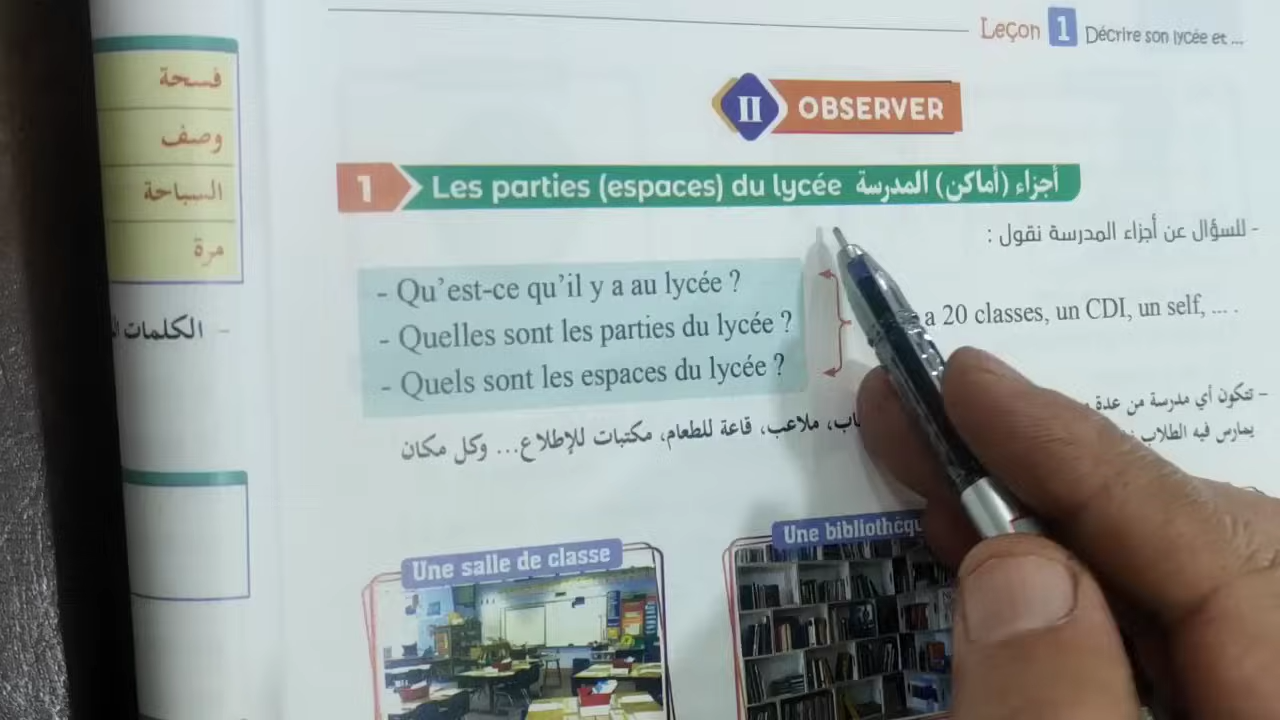 Leçon 1 Décrire son lycée et ...
فسحة
وصف
السباحة
مرة
الكلمات
II OBSERVER
1 Les parties (espaces) du lycée أجزاء (أماكن) المدرسة
- للسؤال عن أجزاء المدرسة نقول :
- Qu'est-ce qu'il y a au lycée ?
- Quelles sont les parties du lycée ?
- Quels sont les espaces du lycée ?
a 20 classes, un CDI, un self, ... .
- تتكون أي مدرسة من عدة
ملاعب، قاعة للطعام، مكتبات للإطلاع... وكل مكان
يمارس فيه الطلاب
Une salle de classe
Une